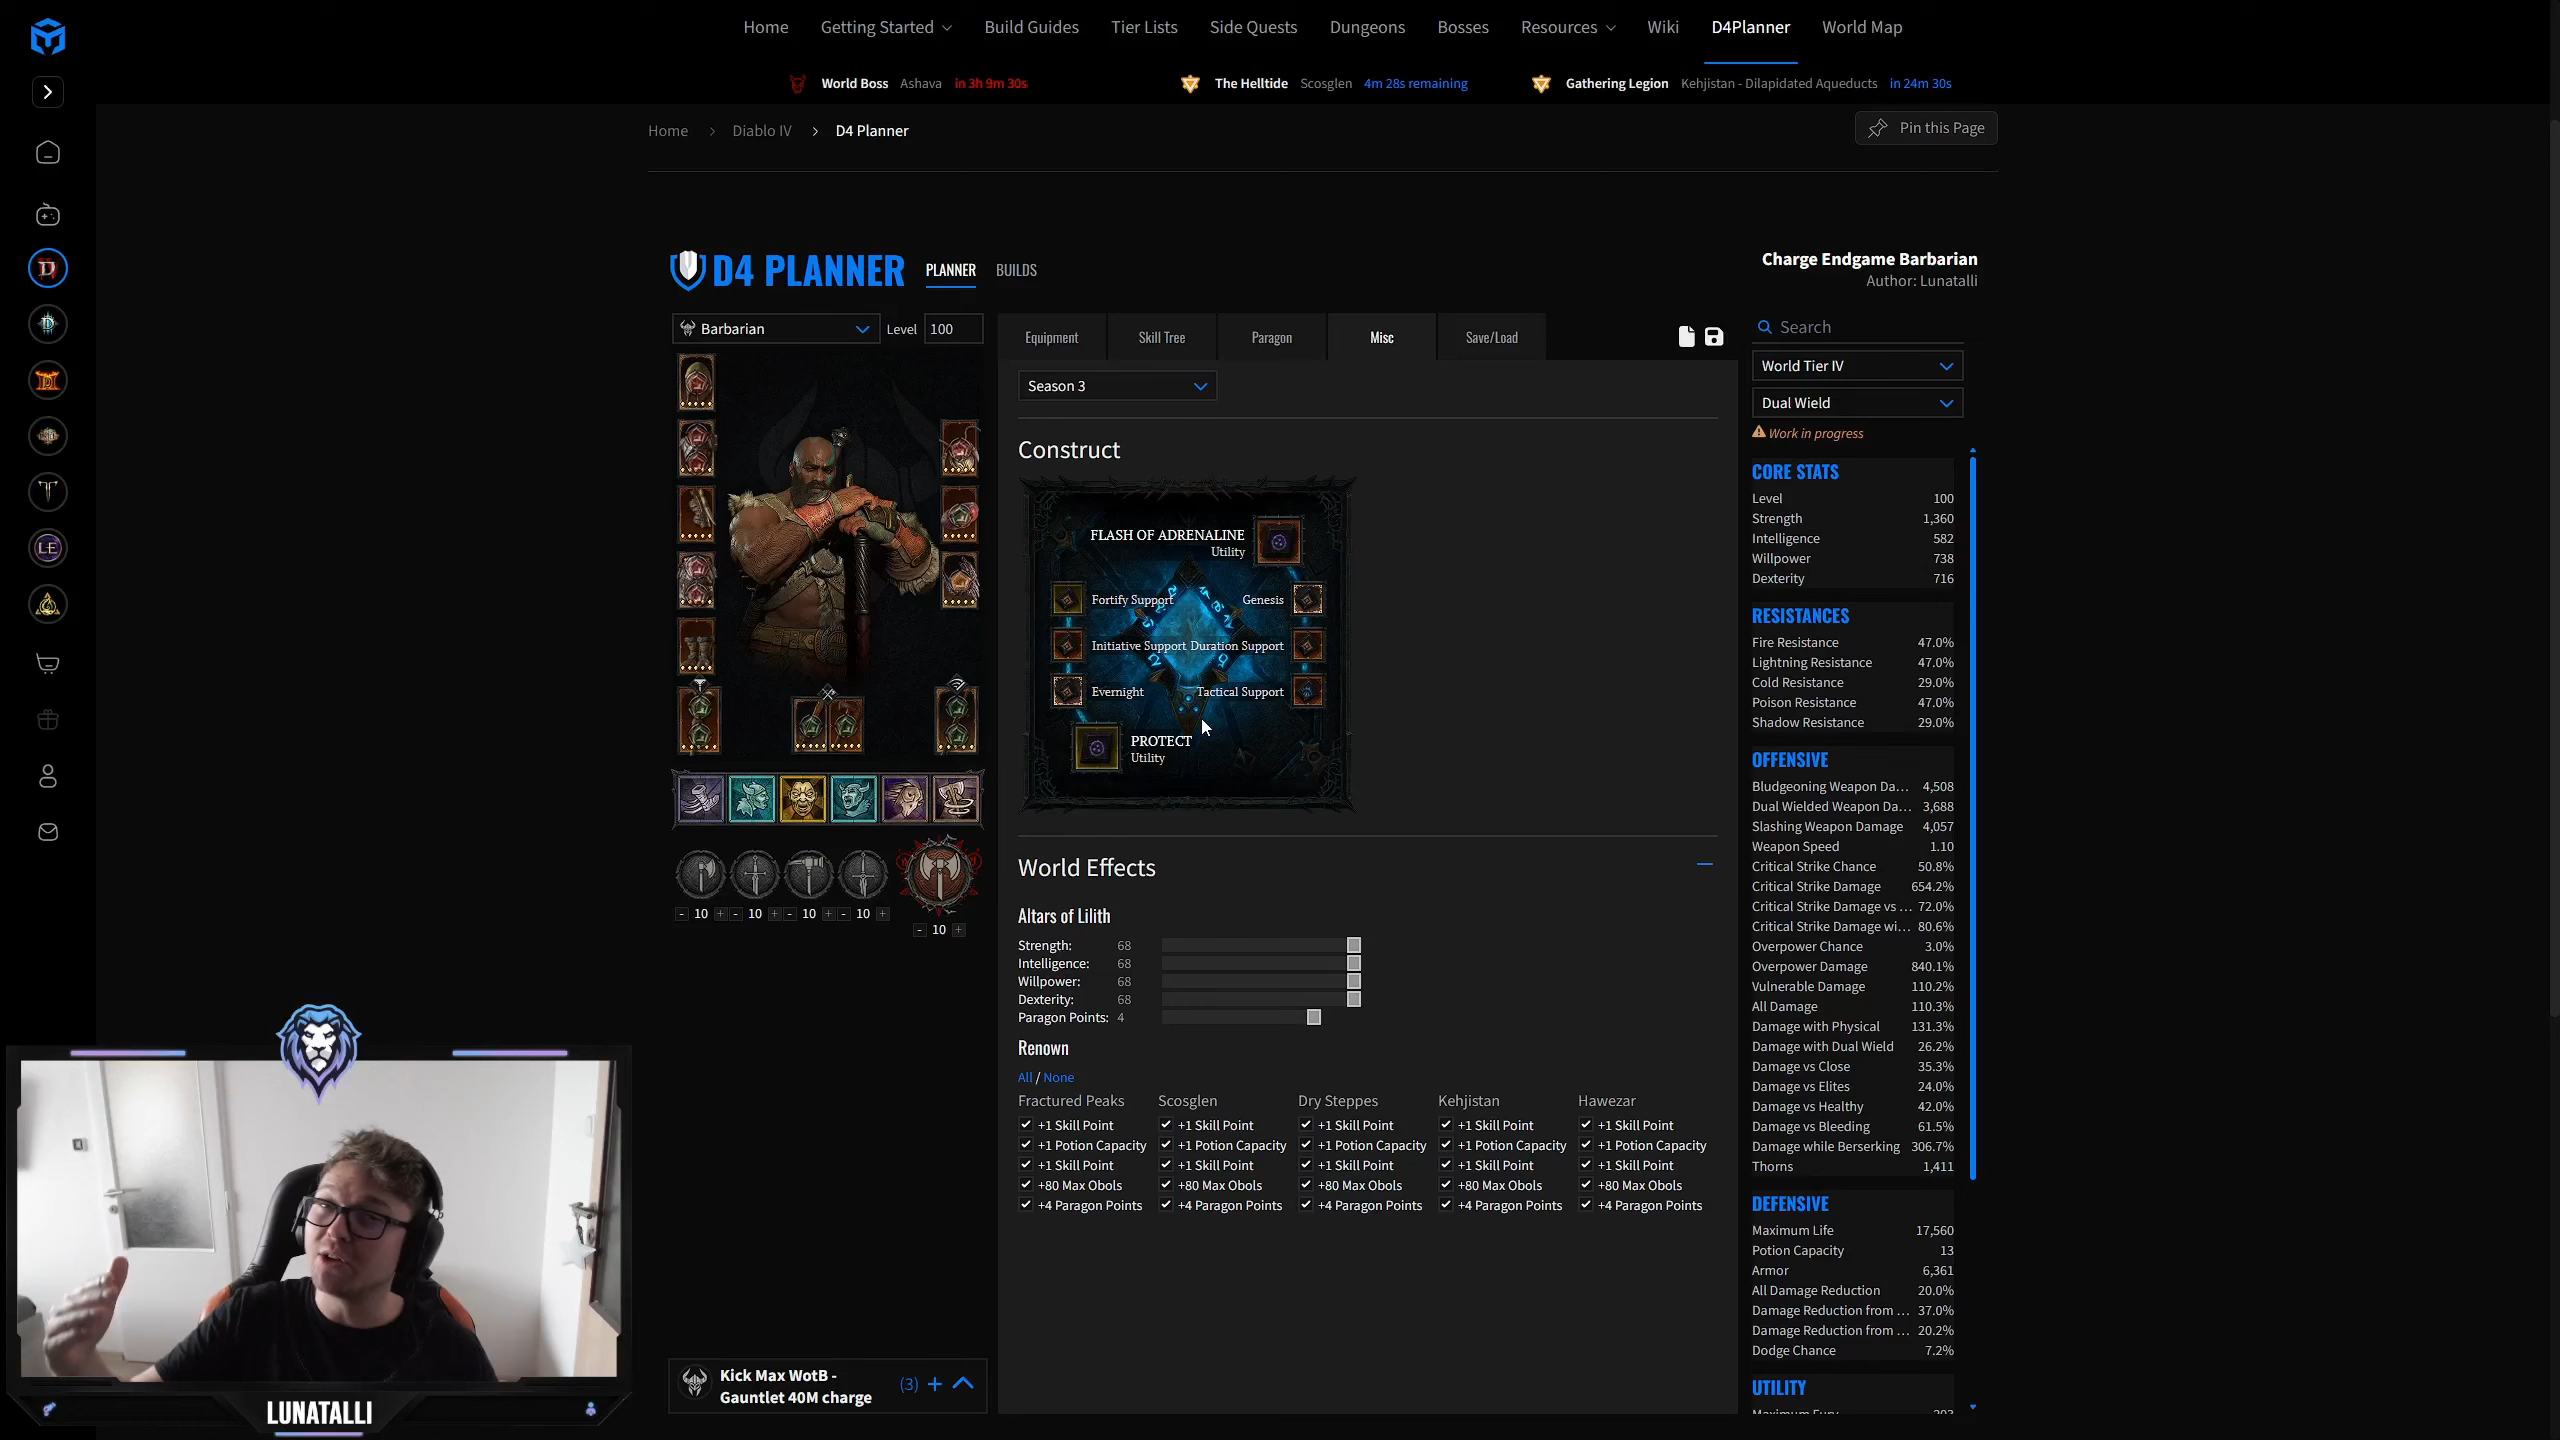 Home
Getting Started
Build Guides
Tier Lists
Side Quests
Dungeons
Bosses
Resources
Wiki
D4Planner
World Map
World Boss Ashava in 3h 9m 30s
The Helltide Scosglen 4m 28s remaining
Gathering Legion Kehjistan - Dilapidated Aqueducts in 24m 30s
Home > Diablo IV > D4 Planner
Pin this Page
D4 PLANNER
PLANNER
BUILDS
Charge Endgame Barbarian
Author: Lunatalli
Barbarian
Level 100
Equipment
Skill Tree
Paragon
Misc
Save/Load
Season 3
Construct
FLASH OF ADRENALINE
Utility
Fortify Support
Genesis
Initiative Support
Duration Support
Evernight
Tactical Support
PROTECT
Utility
- 10 + - 10 + - 10 + - 10 +
- 10 +
World Effects
Altars of Lilith
Strength: 68
Intelligence: 68
Willpower: 68
Dexterity: 68
Paragon Points: 4
Renown
All / None
Fractured Peaks
+1 Skill Point
+1 Potion Capacity
+1 Skill Point
+80 Max Obols
+4 Paragon Points
Scosglen
+1 Skill Point
+1 Potion Capacity
+1 Skill Point
+80 Max Obols
+4 Paragon Points
Dry Steppes
+1 Skill Point
+1 Potion Capacity
+1 Skill Point
+80 Max Obols
+4 Paragon Points
Kehjistan
+1 Skill Point
+1 Potion Capacity
+1 Skill Point
+80 Max Obols
+4 Paragon Points
Hawezar
+1 Skill Point
+1 Potion Capacity
+1 Skill Point
+80 Max Obols
+4 Paragon Points
Search
World Tier IV
Dual Wield
Work in progress
CORE STATS
Level 100
Strength 1,360
Intelligence 582
Willpower 738
Dexterity 716
RESISTANCES
Fire Resistance 47.0%
Lightning Resistance 47.0%
Cold Resistance 29.0%
Poison Resistance 47.0%
Shadow Resistance 29.0%
OFFENSIVE
Bludgeoning Weapon Da... 4,508
Dual Wielded Weapon Da... 3,688
Slashing Weapon Damage 4,057
Weapon Speed 1.10
Critical Strike Chance 50.8%
Critical Strike Damage 654.2%
Critical Strike Damage vs ... 72.0%
Critical Strike Damage wi... 80.6%
Overpower Chance 3.0%
Overpower Damage 840.1%
Vulnerable Damage 110.2%
All Damage 110.3%
Damage with Physical 131.3%
Damage with Dual Wield 26.2%
Damage vs Close 35.3%
Damage vs Elites 24.0%
Damage vs Healthy 42.0%
Damage vs Bleeding 61.5%
Damage while Berserking 306.7%
Thorns 1,411
DEFENSIVE
Maximum Life 17,560
Potion Capacity 13
Armor 6,361
All Damage Reduction 20.0%
Damage Reduction from ... 37.0%
Damage Reduction from ... 20.2%
Dodge Chance 7.2%
UTILITY
Kick Max WotB -
Gauntlet 40M charge
(3)
LE
LUNATALLI